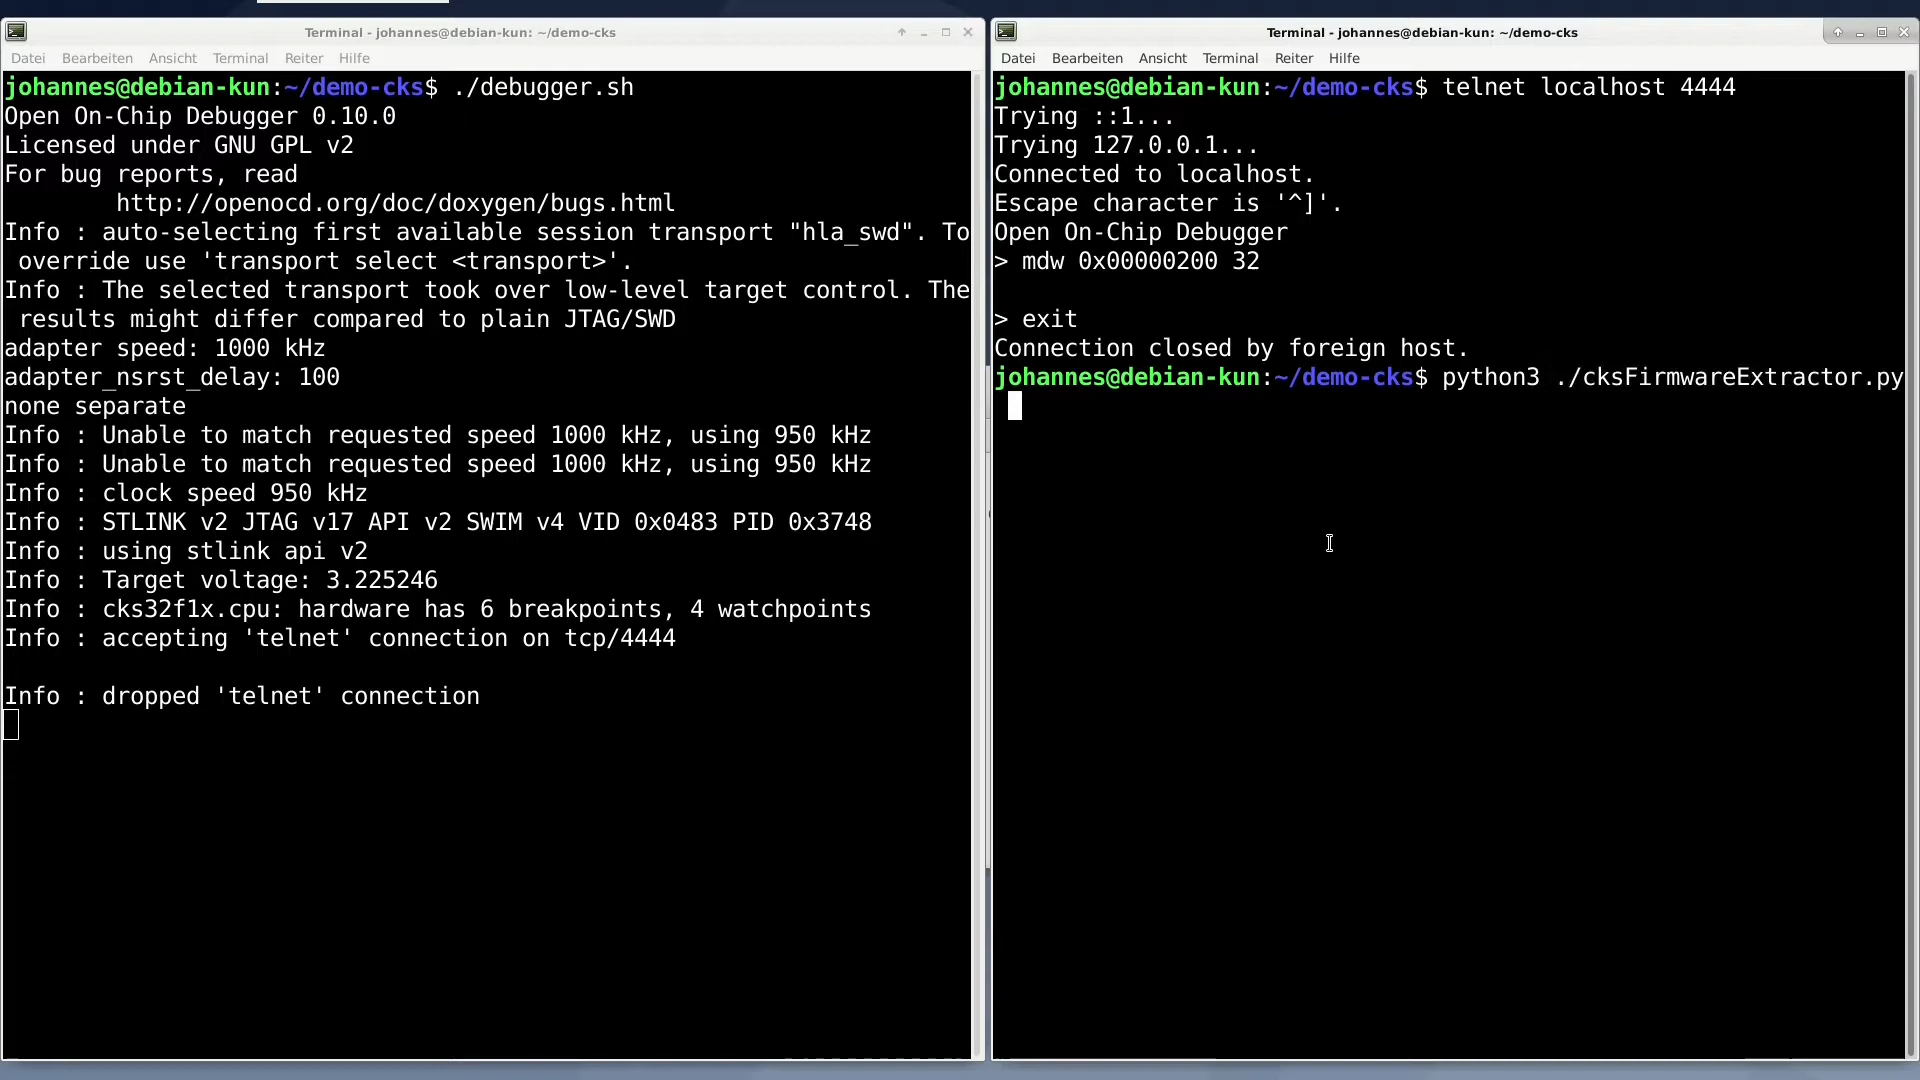 Terminal - johannes@debian-kun: ~/demo-cks
Datei Bearbeiten Ansicht Terminal Reiter Hilfe
johannes@debian-kun:~/demo-cks$ ./debugger.sh
Open On-Chip Debugger 0.10.0
Licensed under GNU GPL v2
For bug reports, read
http://openocd.org/doc/doxygen/bugs.html
Info : auto-selecting first available session transport "hla_swd". To
override use 'transport select <transport>'.
Info : The selected transport took over low-level target control. The
results might differ compared to plain JTAG/SWD
adapter speed: 1000 kHz
adapter_nsrst_delay: 100
none separate
Info : Unable to match requested speed 1000 kHz, using 950 kHz
Info : Unable to match requested speed 1000 kHz, using 950 kHz
Info : clock speed 950 kHz
Info : STLINK v2 JTAG v17 API v2 SWIM v4 VID 0x0483 PID 0x3748
Info : using stlink api v2
Info : Target voltage: 3.225246
Info : cks32f1x.cpu: hardware has 6 breakpoints, 4 watchpoints
Info : accepting 'telnet' connection on tcp/4444
Info : dropped 'telnet' connection
Terminal - johannes@debian-kun: ~/demo-cks
Datei Bearbeiten Ansicht Terminal Reiter Hilfe
johannes@debian-kun:~/demo-cks$ telnet localhost 4444
Trying ::1...
Trying 127.0.0.1...
Connected to localhost.
Escape character is '^]'.
Open On-Chip Debugger
> mdw 0x00000200 32
> exit
Connection closed by foreign host.
johannes@debian-kun:~/demo-cks$ python3 ./cksFirmwareExtractor.py